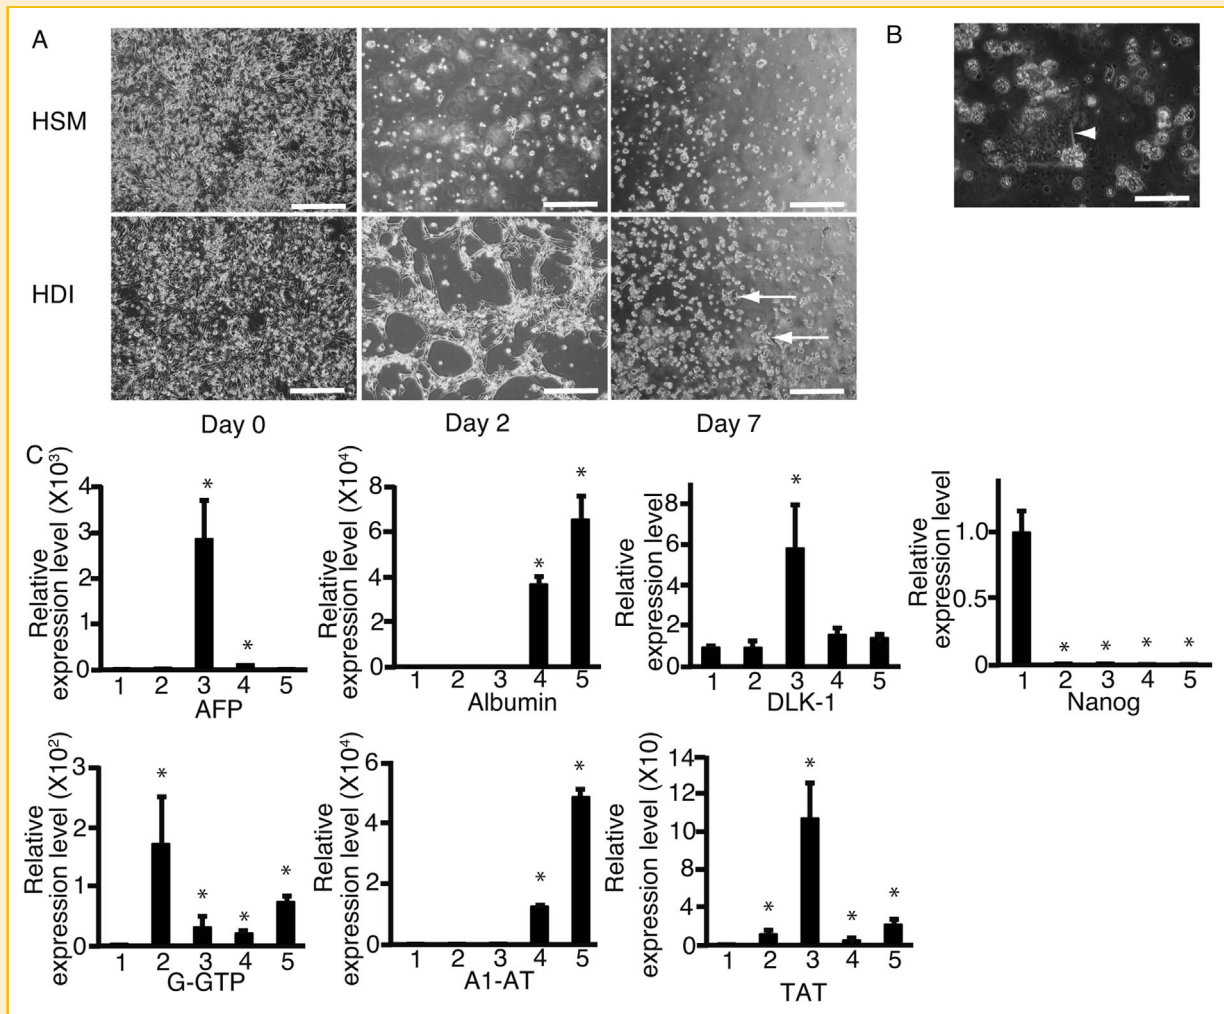 A
B
HSM
HDI
Day 0
Day 2
Day 7
C
Relative
expression level (X10³)
4
3
2
1
0
1 2 3 4 5
*
*
AFP
Relative
expression level (X10⁴)
8
6
4
2
0
1 2 3 4 5
*
*
Albumin
Relative
expression level
8
6
4
2
0
1 2 3 4 5
*
DLK-1
Relative
expression level
1.0
0.5
0
1 2 3 4 5
* * * *
Nanog
Relative
expression level (X10²)
3
2
1
0
1 2 3 4 5
* * * *
G-GTP
Relative
expression level (X10⁴)
6
4
2
0
1 2 3 4 5
* *
A1-AT
Relative
expression level (X10)
14
12
10
8
4
0
1 2 3 4 5
* * * *
TAT